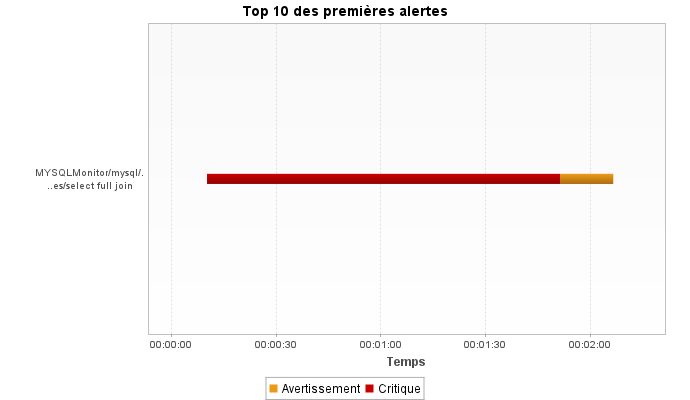 Top 10 des premières alertes
MYSQLMonitor/mysql/.
..es/select full join
00:00:00
00:00:30
00:01:00
00:01:30
00:02:00
Temps
Avertissement
Critique